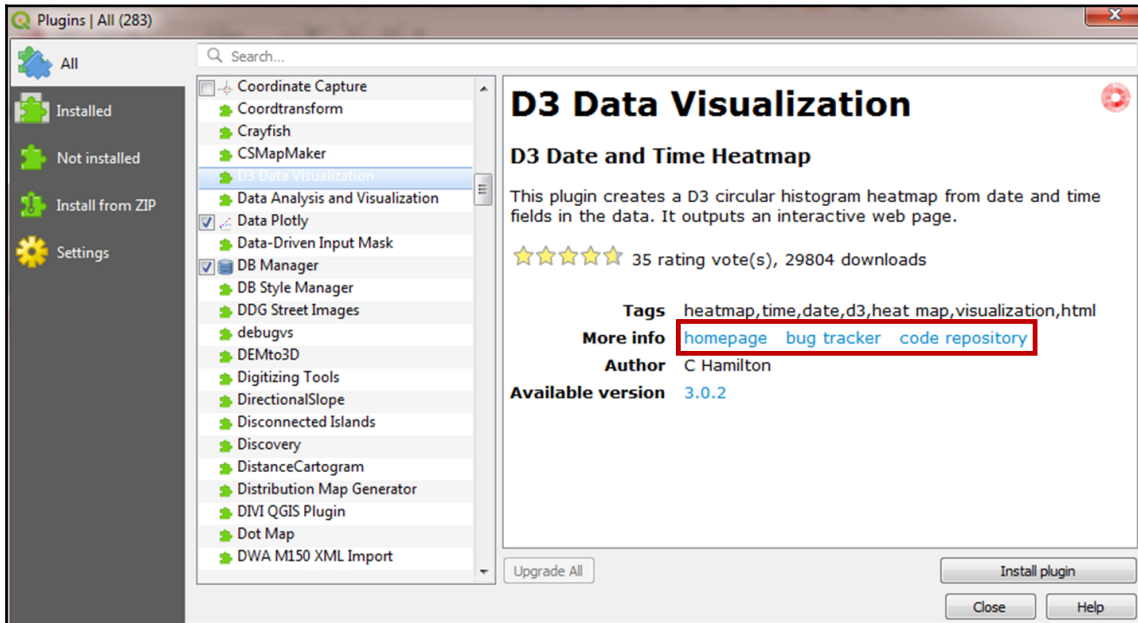 Plugins | All (283)
All
Installed
Not installed
Install from ZIP
Settings
Search...
Coordinate Capture
Coordtransform
Crayfish
CSMapMaker
D3 Data Visualization
Data Analysis and Visualization
Data Plotly
Data-Driven Input Mask
DB Manager
DB Style Manager
DDG Street Images
debugvs
DEMto3D
Digitizing Tools
DirectionalSlope
Disconnected Islands
Discovery
DistanceCartogram
Distribution Map Generator
DIVI QGIS Plugin
Dot Map
DWA M150 XML Import
D3 Data Visualization
D3 Date and Time Heatmap
This plugin creates a D3 circular histogram heatmap from date and time
fields in the data. It outputs an interactive web page.
35 rating vote(s), 29804 downloads
Tags heatmap,time,date,d3,heat map,visualization,html
More info homepage bug tracker code repository
Author C Hamilton
Available version 3.0.2
Upgrade All
Install plugin
Close Help